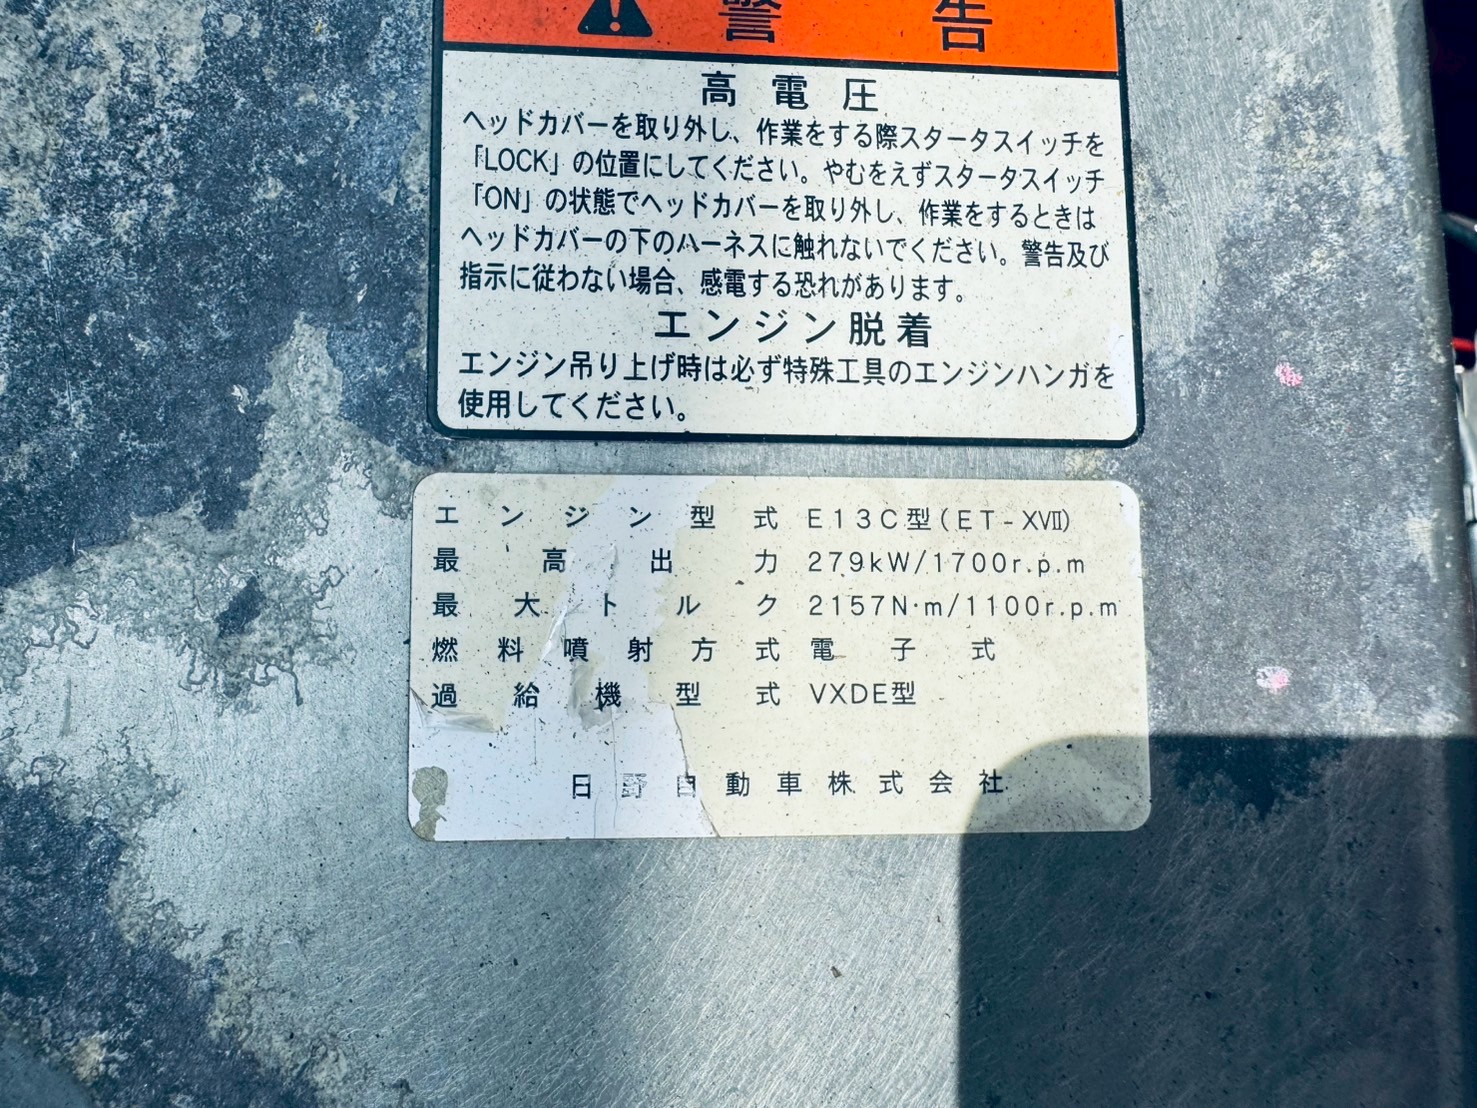 警告
高電圧
ヘッドカバーを取り外し、作業をする際スタータスイッチを
「LOCK」の位置にしてください。やむをえずスタータスイッチ
「ON」の状態でヘッドカバーを取り外し、作業をするときは
ヘッドカバーの下のハーネスに触れないでください。警告及び
指示に従わない場合、感電する恐れがあります。
エンジン脱着
エンジン吊り上げ時は必ず特殊工具のエンジンハンガを
使用してください。
エンジン型式 E13C型(ET-XⅦ)
最高出力 279kW/1700r.p.m
最大トルク 2157N·m/1100r.p.m
燃料噴射方式 電子式
過給機型式 VXDE型
日野自動車株式会社